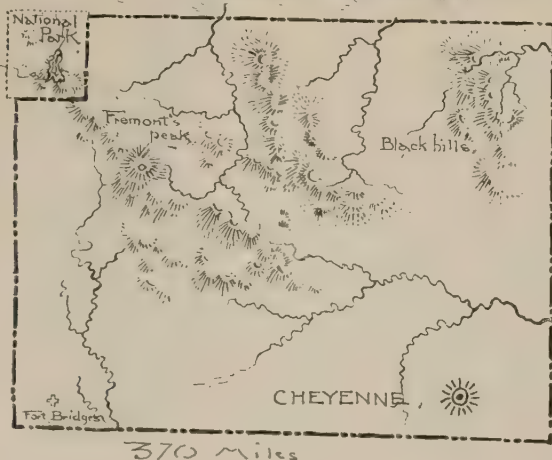 National
Park
Fremont's
peak
Black hills.
CHEYENNE.
Fort Bridger
370 Miles